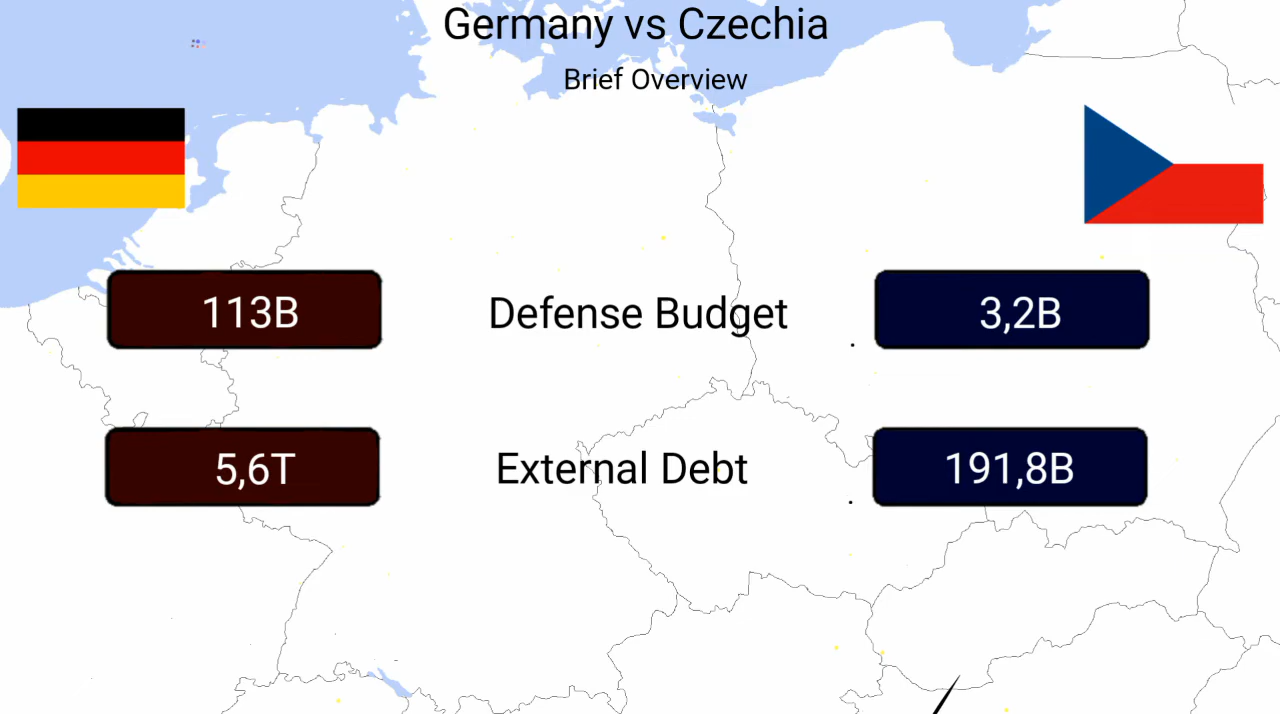 Germany vs Czechia
Brief Overview
113B
Defense Budget
3,2B
5,6T
External Debt
191,8B